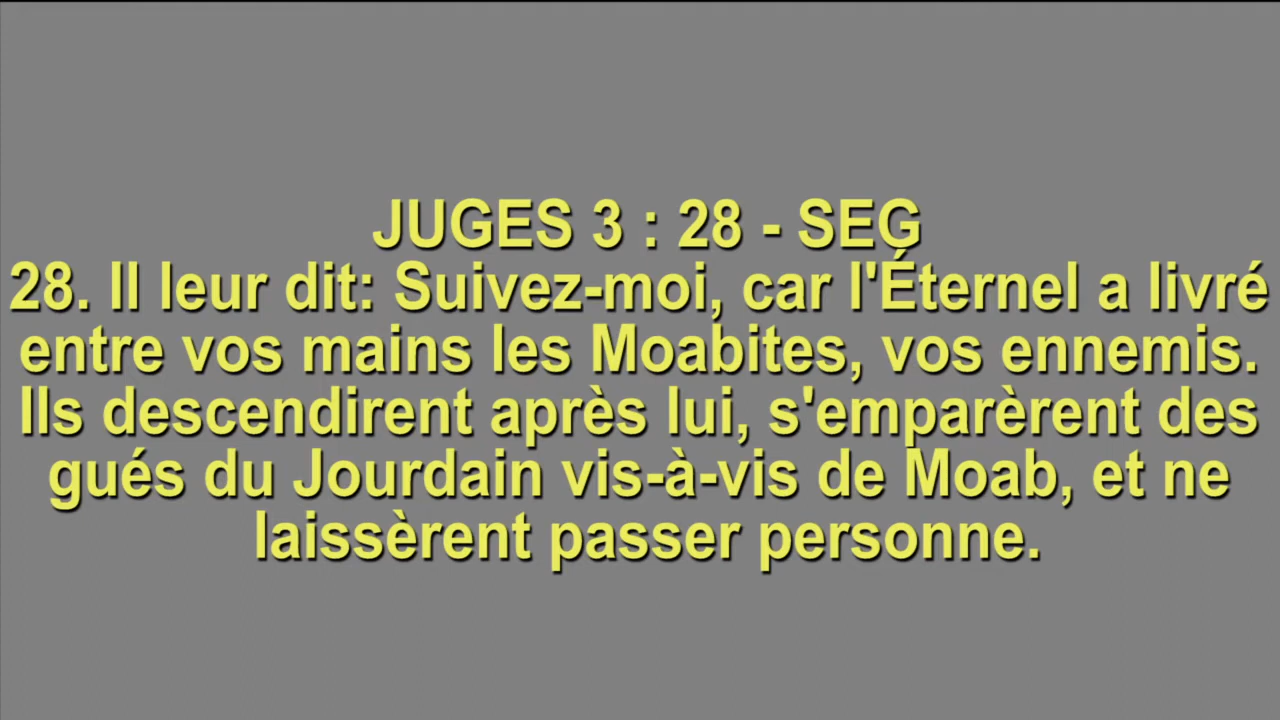 JUGES 3 : 28 - SEG
28. Il leur dit: Suivez-moi, car l'Éternel a livré
entre vos mains les Moabites, vos ennemis.
Ils descendirent après lui, s'emparèrent des
gués du Jourdain vis-à-vis de Moab, et ne
laissèrent passer personne.